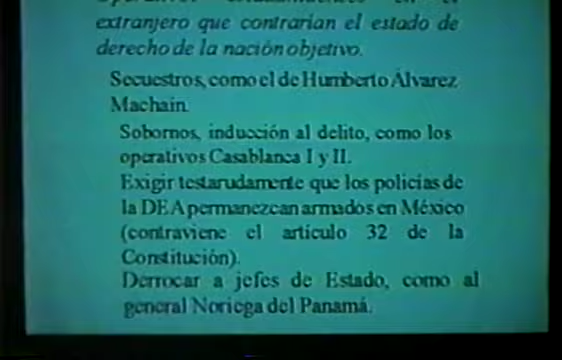 extranjero que contrarían el estado de
derecho de la nación objetivo.
Secuestros, como el de Humberto Álvarez
Machain.
Sobornos, inducción al delito, como los
operativos Casablanca I y II.
Exigir testarudamente que los policías de
la DEA permanezcan armados en México
(contraviene el artículo 32 de la
Constitución).
Derrocar a jefes de Estado, como al
general Noriega del Panamá.